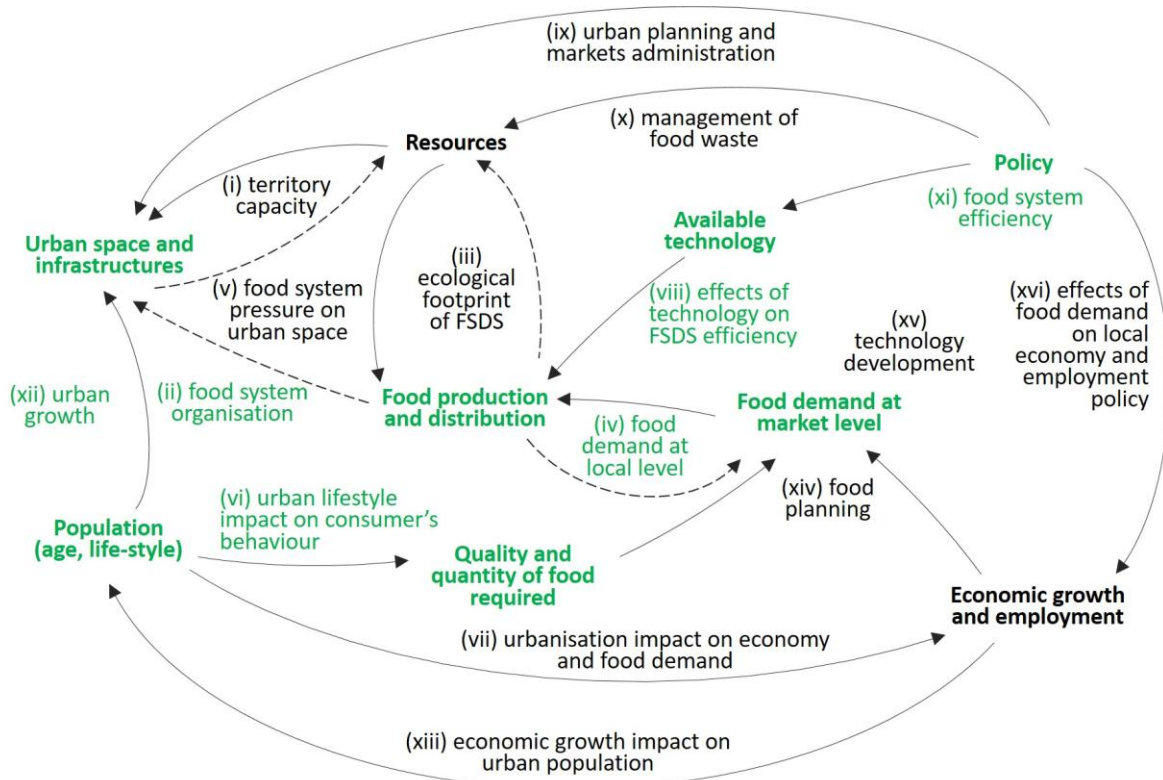 (ix) urban planning and
markets administration
Resources
(x) management of
food waste
Policy
(xi) food system
efficiency
(i) territory
capacity
Available
technology
Urban space and
infrastructures
(iii)
ecological
footprint
of FSDS
(v) food system
pressure on
urban space
(viii) effects of
technology on
FSDS efficiency
(xv)
technology
development
(xvi) effects of
food demand
on local
economy and
employment
policy
(xii) urban
growth
(ii) food system
organisation
Food production
and distribution
(iv) food
demand at
local level
Food demand at
market level
(xiv) food
planning
(vi) urban lifestyle
impact on consumer's
behaviour
Population
(age, life-style)
Quality and
quantity of food
required
Economic growth
and employment
(vii) urbanisation impact on economy
and food demand
(xiii) economic growth impact on
urban population